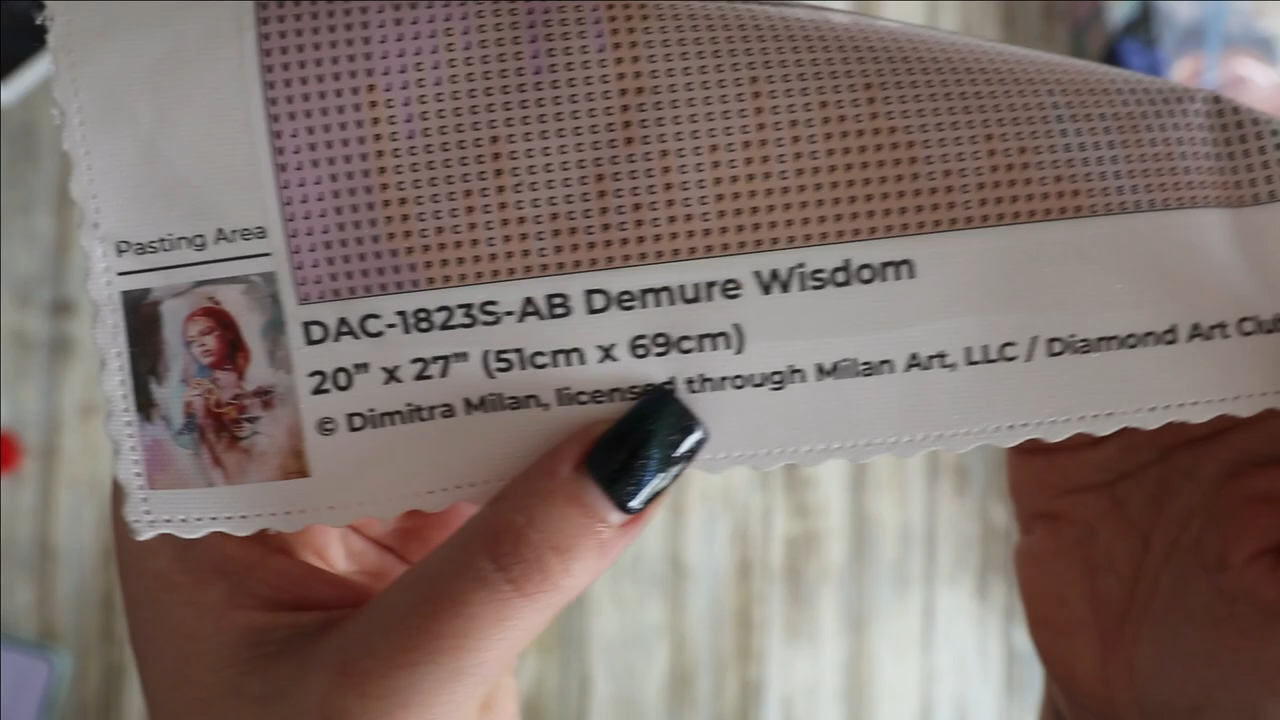 Pasting Area
DAC-1823S-AB Demure Wisdom
20” x 27” (51cm x 69cm)
© Dimitra Milan, licensed through Milan Art, LLC / Diamond Art Clu